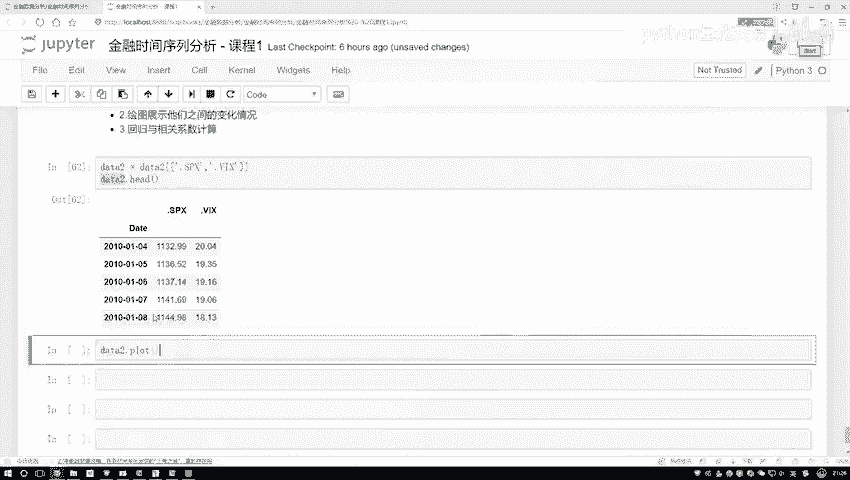 金融时间序列分析 - 课程1 Last Checkpoint: 6 hours ago (unsaved changes)
jupyter
Start
File Edit View Insert Cell Kernel Widgets Help
Not Trusted
Python 3
Code
2.绘图展示他们之间的变化情况
3 回归与相关系数计算
In [62]: data2 = data2[['.SPX','.VIX']]
data2.head()
Out[62]:
.SPX .VIX
Date
2010-01-04 1132.99 20.04
2010-01-05 1136.52 19.35
2010-01-06 1137.14 19.16
2010-01-07 1141.69 19.06
2010-01-08 1144.98 18.13
In [ ]: data2.plot
In [ ]:
In [ ]:
In [ ]:
21:26